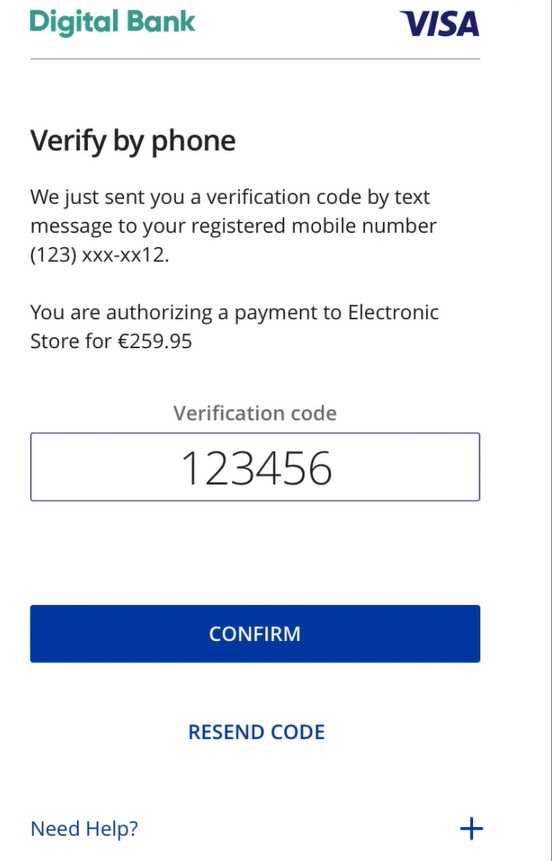 Digital Bank VISA
Verify by phone
We just sent you a verification code by text
message to your registered mobile number
(123) xxx-xx12.
You are authorizing a payment to Electronic
Store for €259.95
Verification code
123456
CONFIRM
RESEND CODE
Need Help? +